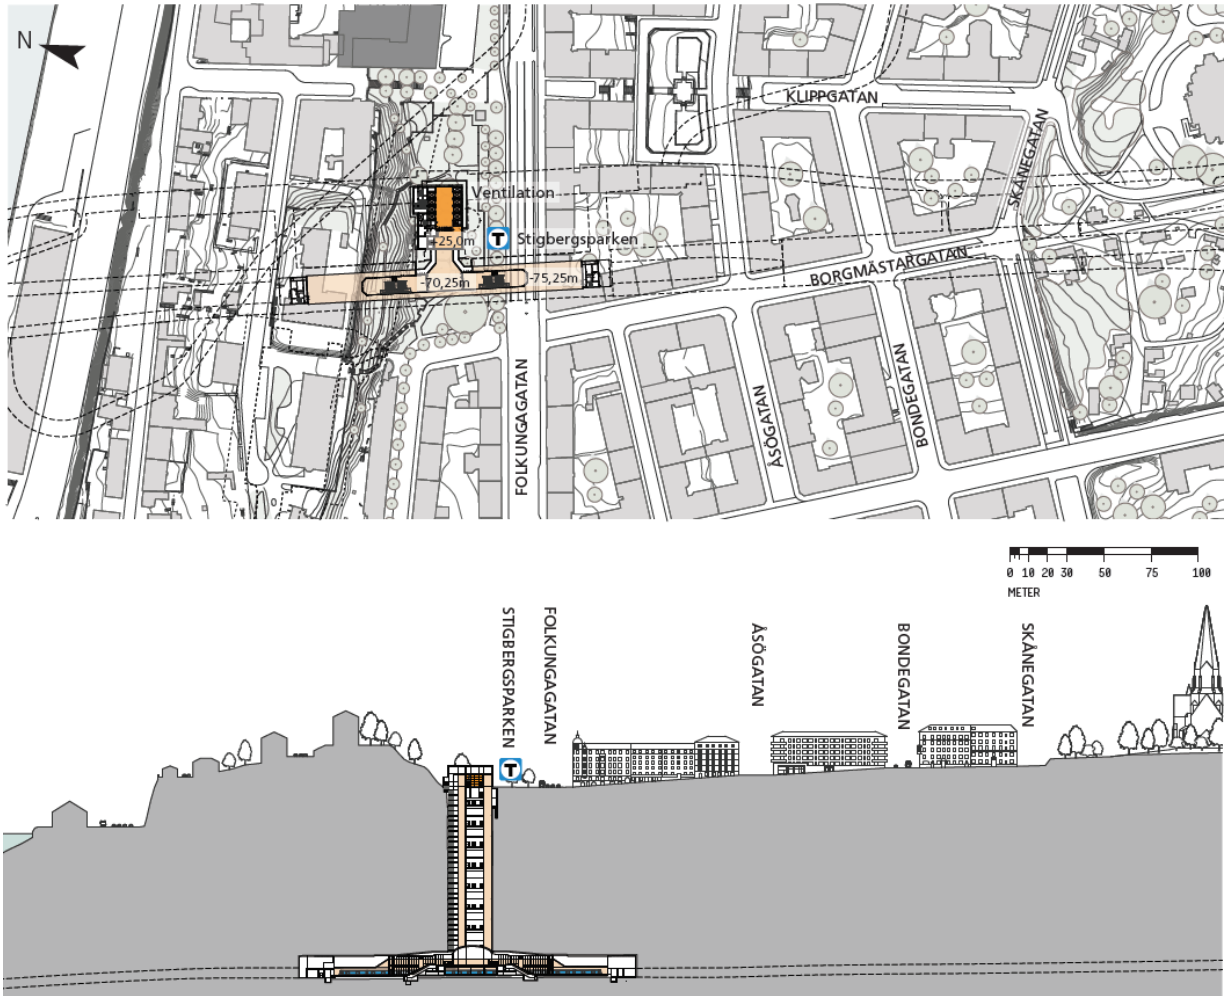 N
KLIPPGATAN
SKÅNEGATAN
Ventilation
-25,0m
T
Stigbergsparken
-70,25m
-75,25m
BORGMÄSTARGATAN
FOLKUNGAGATAN
ÅSÖGATAN
BONDEGATAN
0 10 20 30 50 75 100
METER
STIGBERGSPARKEN
FOLKUNGAGATAN
ÅSÖGATAN
BONDEGATAN
SKÅNEGATAN
T